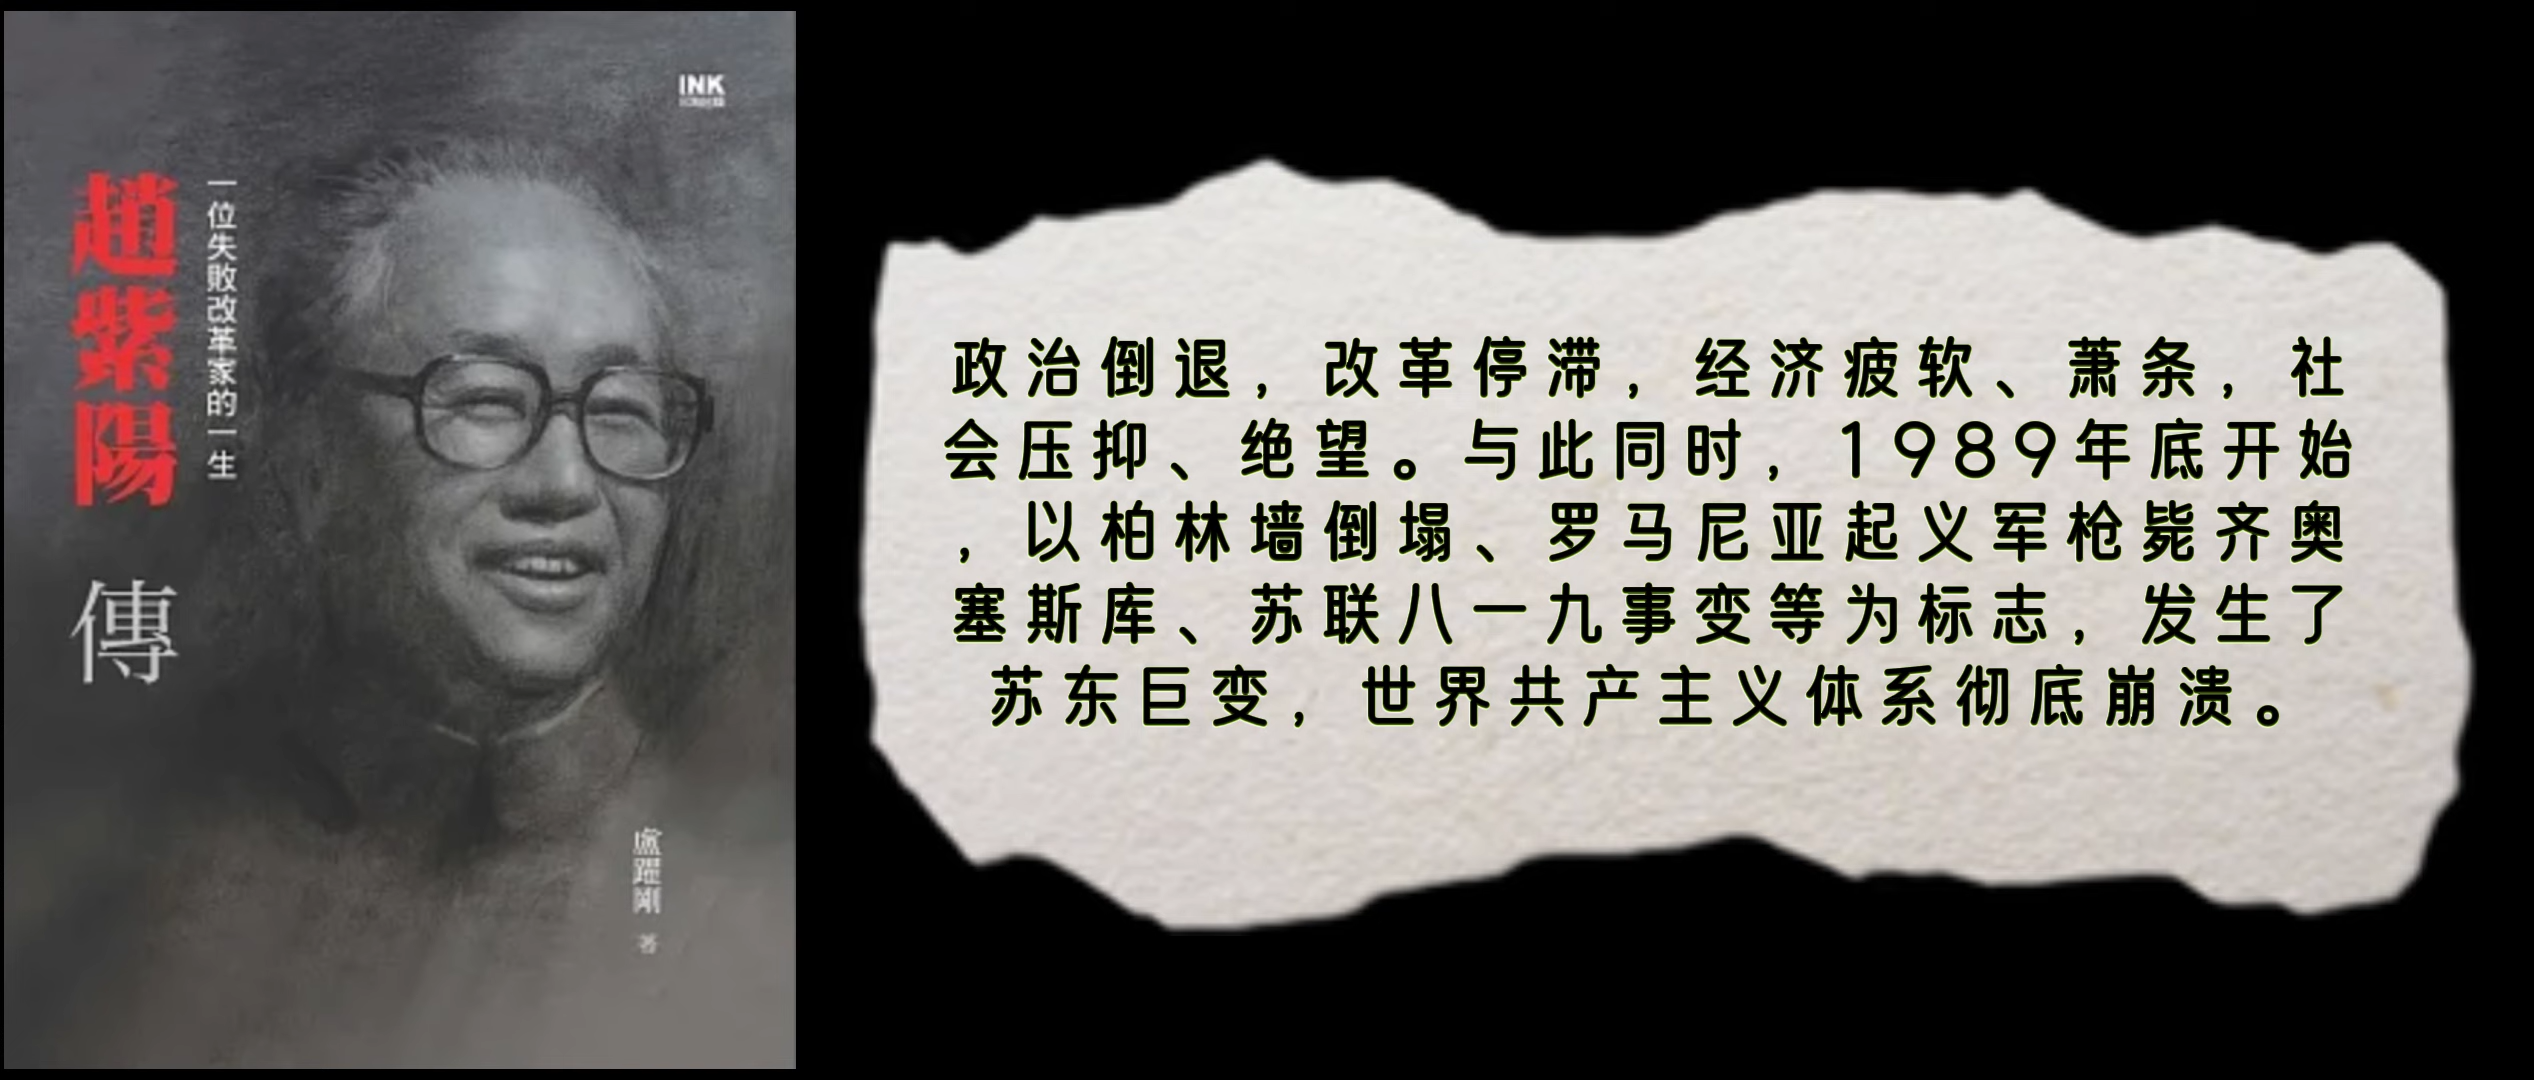 INK
趙紫陽 傳
一位失敗改革家的一生
盧躍剛 著
政治倒退，改革停滞，经济疲软、萧条，社
会压抑、绝望。与此同时，1989年底开始
，以柏林墙倒塌、罗马尼亚起义军枪毙齐奥
塞斯库、苏联八一九事变等为标志，发生了
苏东巨变，世界共产主义体系彻底崩溃。